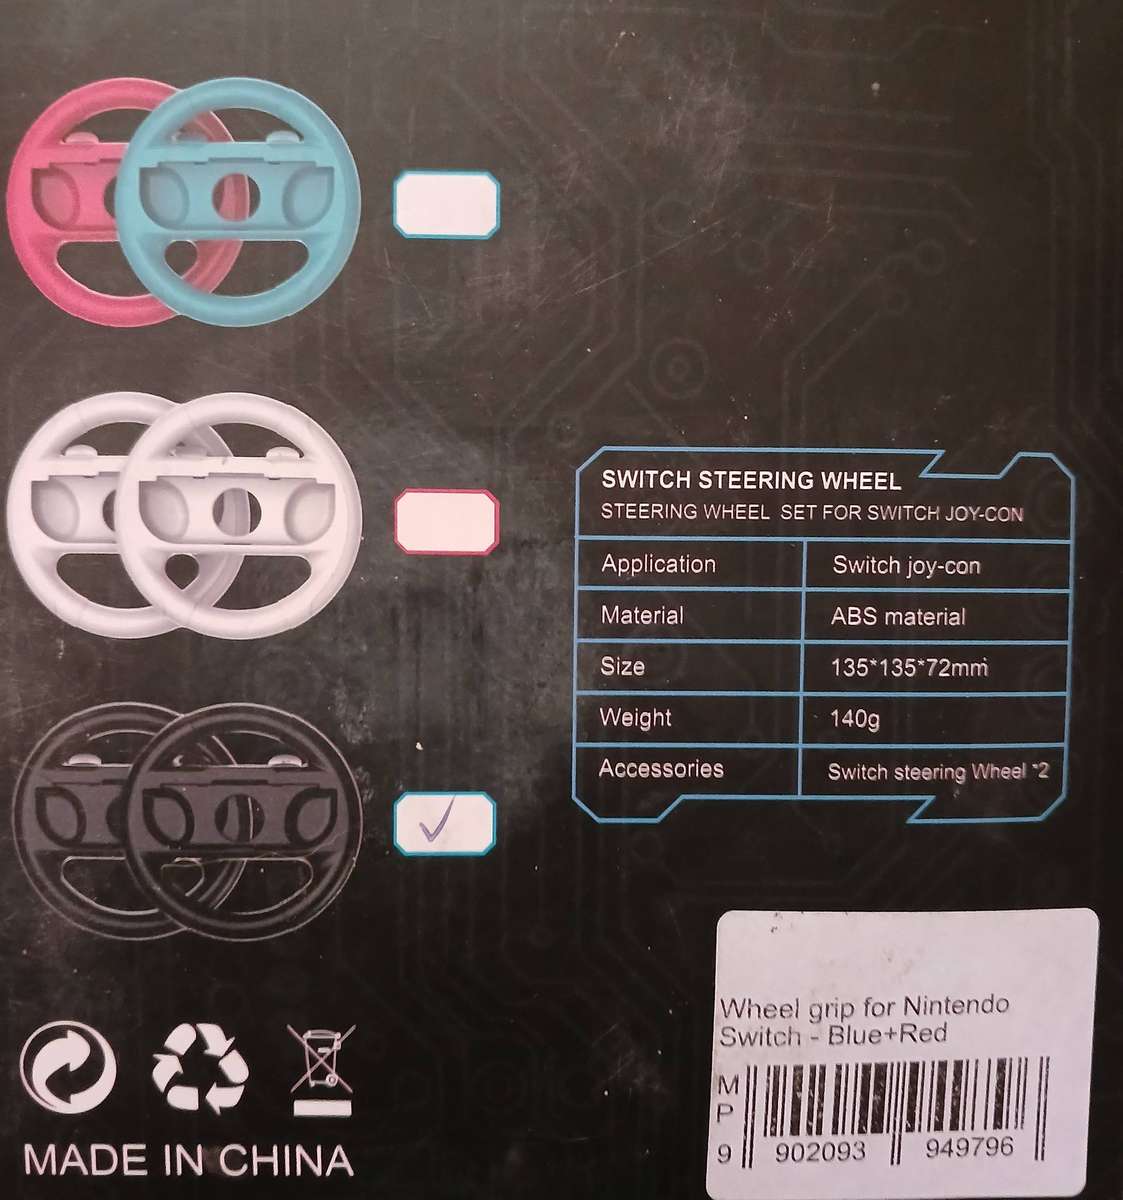 SWITCH STEERING WHEEL
STEERING WHEEL SET FOR SWITCH JOY-CON
Application Switch joy-con
Material ABS material
Size 135*135*72mm
Weight 140g
Accessories Switch steering Wheel *2
Wheel grip for Nintendo
Switch - Blue+Red
MP
9 902093 949796
MADE IN CHINA